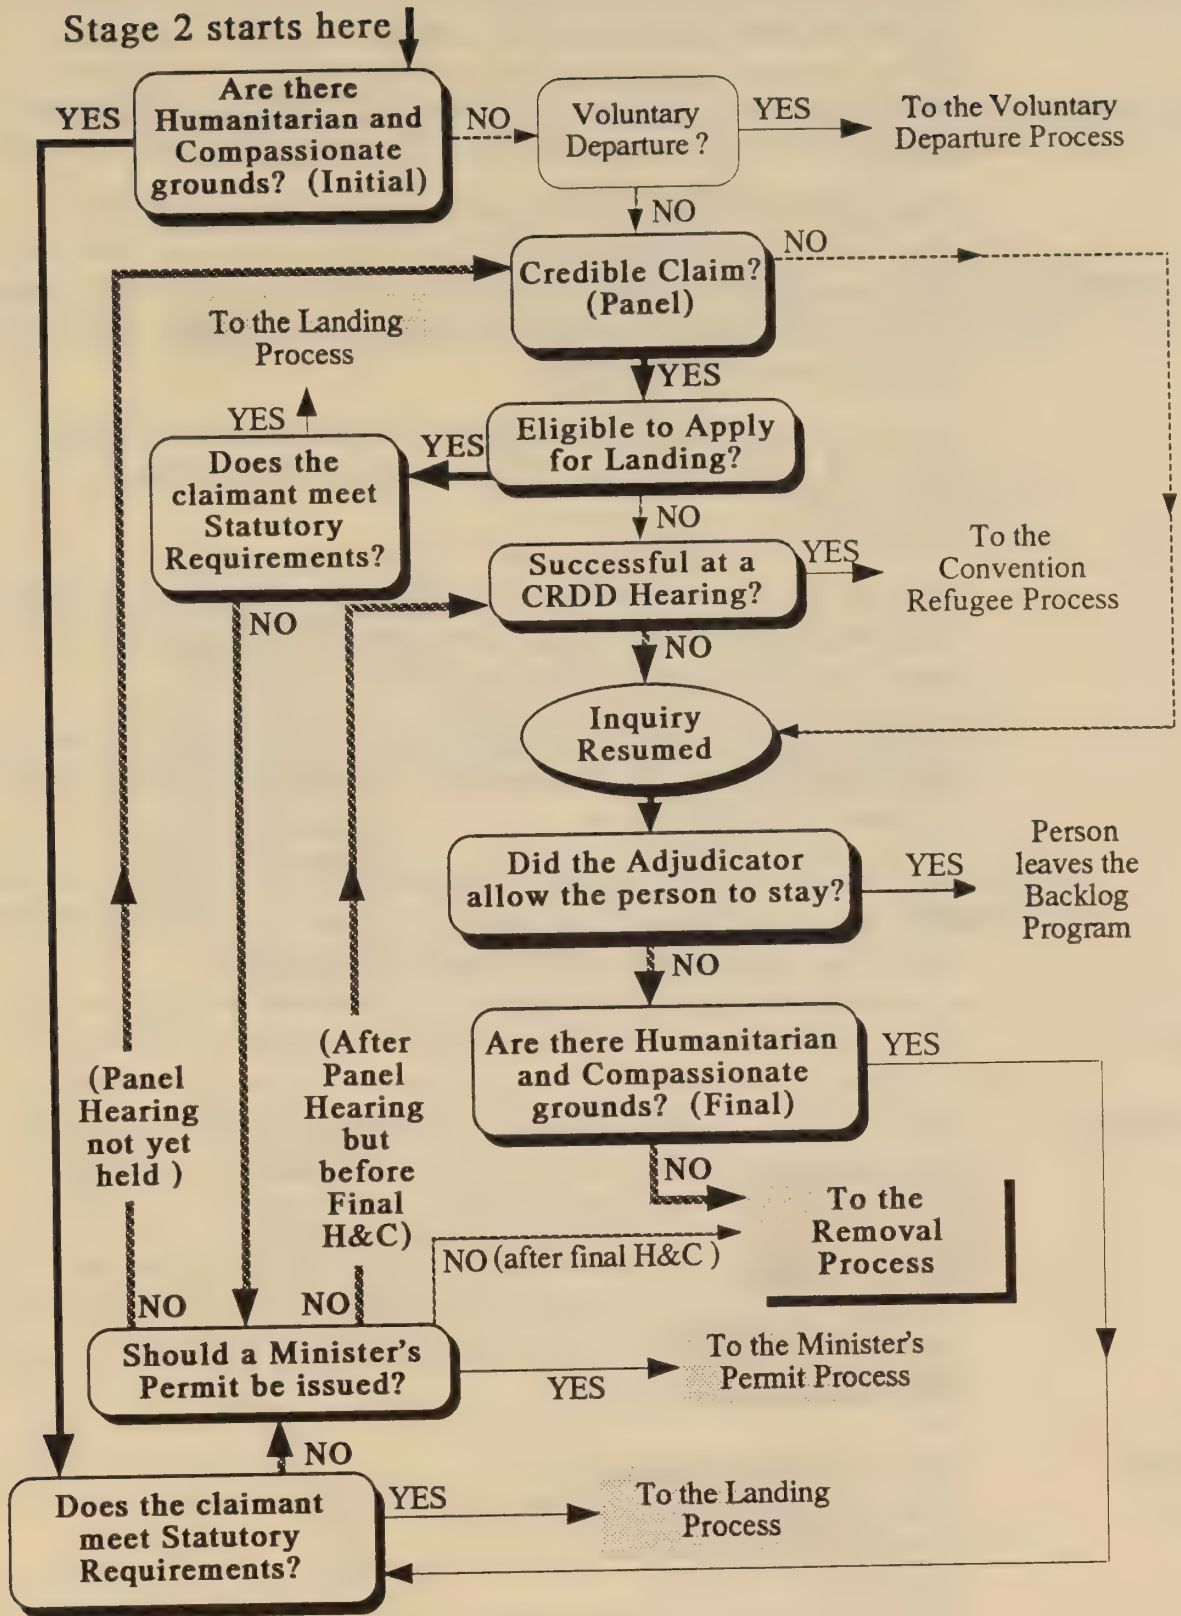 Stage 2 starts here
YES
Are there
Humanitarian and
Compassionate
grounds? (Initial)
NO
Voluntary
Departure ?
YES
To the Voluntary
Departure Process
NO
Credible Claim?
(Panel)
NO
To the Landing
Process
YES
YES
Eligible to Apply
for Landing?
YES
Does the
claimant meet
Statutory
Requirements?
NO
NO
Successful at a
CRDD Hearing?
YES
To the
Convention
Refugee Process
NO
Inquiry
Resumed
Did the Adjudicator
allow the person to stay?
YES
Person
leaves the
Backlog
Program
NO
Are there Humanitarian
and Compassionate
grounds? (Final)
YES
(Panel
Hearing
not yet
held )
(After
Panel
Hearing
but
before
Final
H&C)
NO
To the
Removal
Process
NO (after final H&C )
NO
NO
Should a Minister's
Permit be issued?
YES
To the Minister's
Permit Process
NO
Does the claimant
meet Statutory
Requirements?
YES
To the Landing
Process